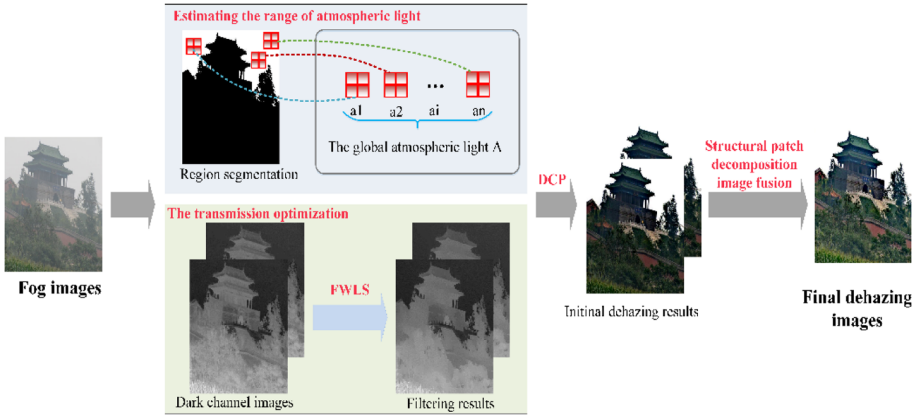 Estimating the range of atmospheric light
a1 a2 ai an
...
The global atmospheric light A
Region segmentation
Fog images
The transmission optimization
FWLS
Dark channel images
Filtering results
DCP
Initinal dehazing results
Structural patch
decomposition
image fusion
Final dehazing
images